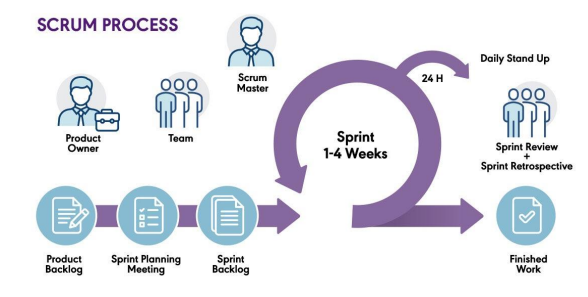 SCRUM PROCESS
Scrum
Master
Product
Owner
Team
Daily Stand Up
24 H
Sprint
1-4 Weeks
Sprint Review
+
Sprint Retrospective
Product
Backlog
Sprint Planning
Meeting
Sprint
Backlog
Finished
Work